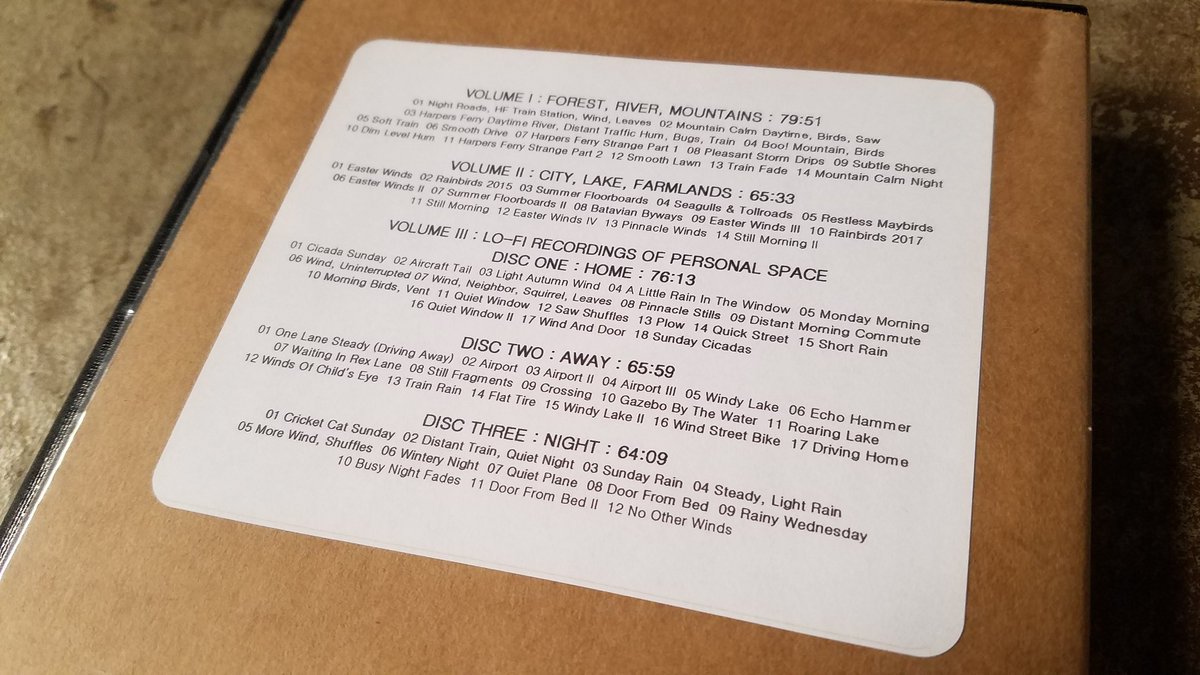 VOLUME I : FOREST, RIVER, MOUNTAINS : 79:51
01 Night Roads, HF Train Station, Wind, Leaves 02 Mountain Calm Daytime, Birds, Saw
03 Harpers Ferry Daytime River, Distant Traffic Hum, Bugs, Train 04 Boo! Mountain, Birds
05 Soft Train 06 Smooth Drive 07 Harpers Ferry Strange Part 1 08 Pleasant Storm Drips 09 Subtle Shores
10 Dim Level Hum 11 Harpers Ferry Strange Part 2 12 Smooth Lawn 13 Train Fade 14 Mountain Calm Night
VOLUME II : CITY, LAKE, FARMLANDS : 65:33
01 Easter Winds 02 Rainbirds 2015 03 Summer Floorboards 04 Seagulls & Tollroads 05 Restless Maybirds
06 Easter Winds II 07 Summer Floorboards II 08 Batavian Byways 09 Easter Winds III 10 Rainbirds 2017
11 Still Morning 12 Easter Winds IV 13 Pinnacle Winds 14 Still Morning II
VOLUME III : LO-FI RECORDINGS OF PERSONAL SPACE
DISC ONE : HOME : 76:13
01 Cicada Sunday 02 Aircraft Tail 03 Light Autumn Wind 04 A Little Rain In The Window 05 Monday Morning
06 Wind, Uninterrupted 07 Wind, Neighbor, Squirrel, Leaves 08 Pinnacle Stills 09 Distant Morning Commute
10 Morning Birds, Vent 11 Quiet Window 12 Saw Shuffles 13 Plow 14 Quick Street 15 Short Rain
16 Quiet Window II 17 Wind And Door 18 Sunday Cicadas
DISC TWO : AWAY : 65:59
01 One Lane Steady (Driving Away) 02 Airport 03 Airport II 04 Airport III 05 Windy Lake 06 Echo Hammer
07 Waiting In Rex Lane 08 Still Fragments 09 Crossing 10 Gazebo By The Water 11 Roaring Lake
12 Winds Of Child's Eye 13 Train Rain 14 Flat Tire 15 Windy Lake II 16 Wind Street Bike 17 Driving Home
DISC THREE : NIGHT : 64:09
01 Cricket Cat Sunday 02 Distant Train, Quiet Night 03 Sunday Rain 04 Steady, Light Rain
05 More Wind, Shuffles 06 Wintery Night 07 Quiet Plane 08 Door From Bed 09 Rainy Wednesday
10 Busy Night Fades 11 Door From Bed II 12 No Other Winds